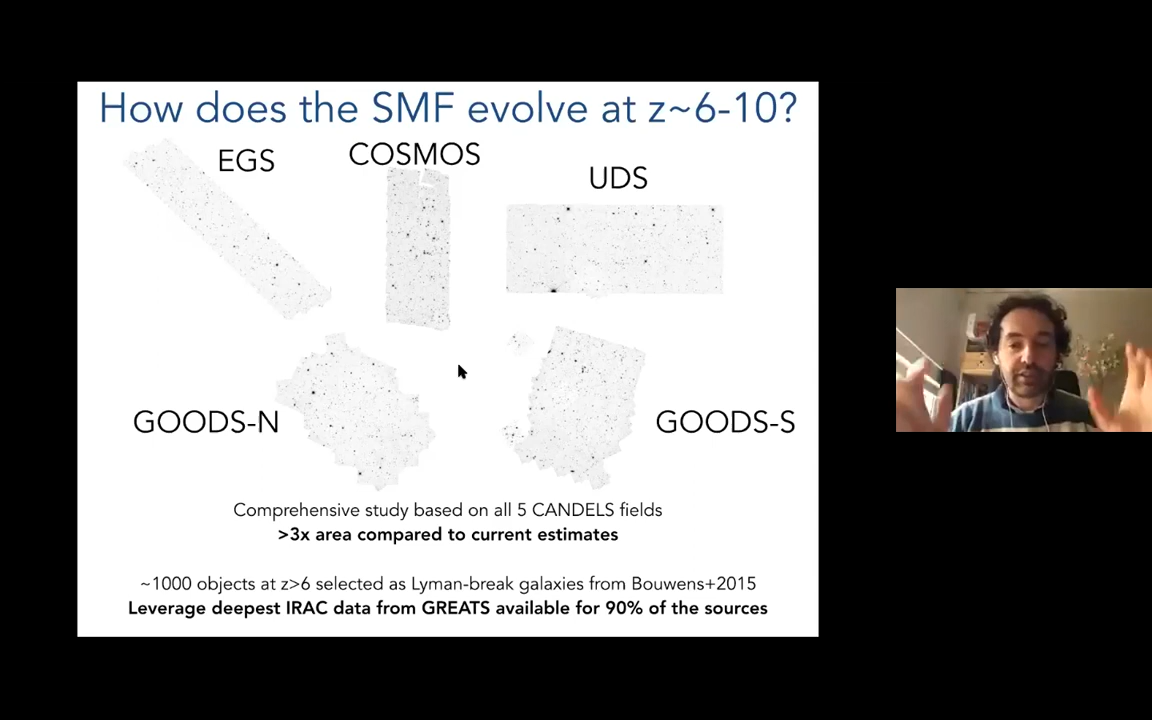 How does the SMF evolve at z~6-10?
EGS
COSMOS
UDS
GOODS-N
GOODS-S
Comprehensive study based on all 5 CANDELS fields
>3x area compared to current estimates
~1000 objects at z>6 selected as Lyman-break galaxies from Bouwens+2015
Leverage deepest IRAC data from GREATS available for 90% of the sources